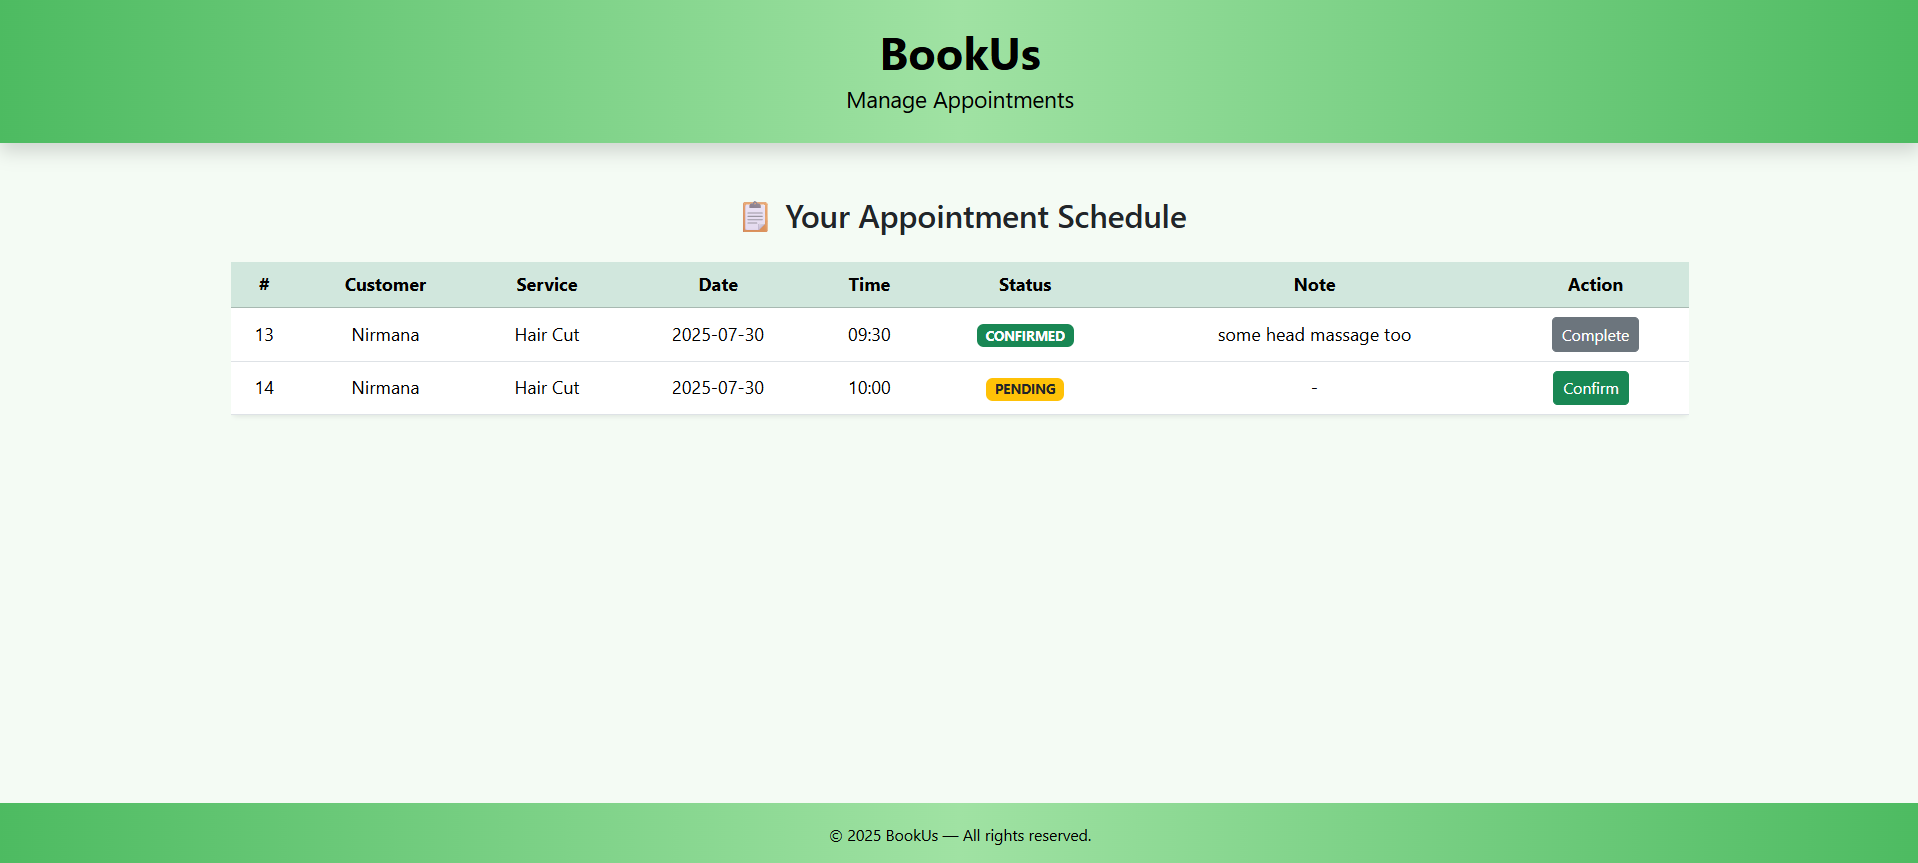 BookUs
Manage Appointments
📋 Your Appointment Schedule
# Customer Service Date Time Status Note Action
13 Nirmana Hair Cut 2025-07-30 09:30 CONFIRMED some head massage too Complete
14 Nirmana Hair Cut 2025-07-30 10:00 PENDING - Confirm
© 2025 BookUs — All rights reserved.